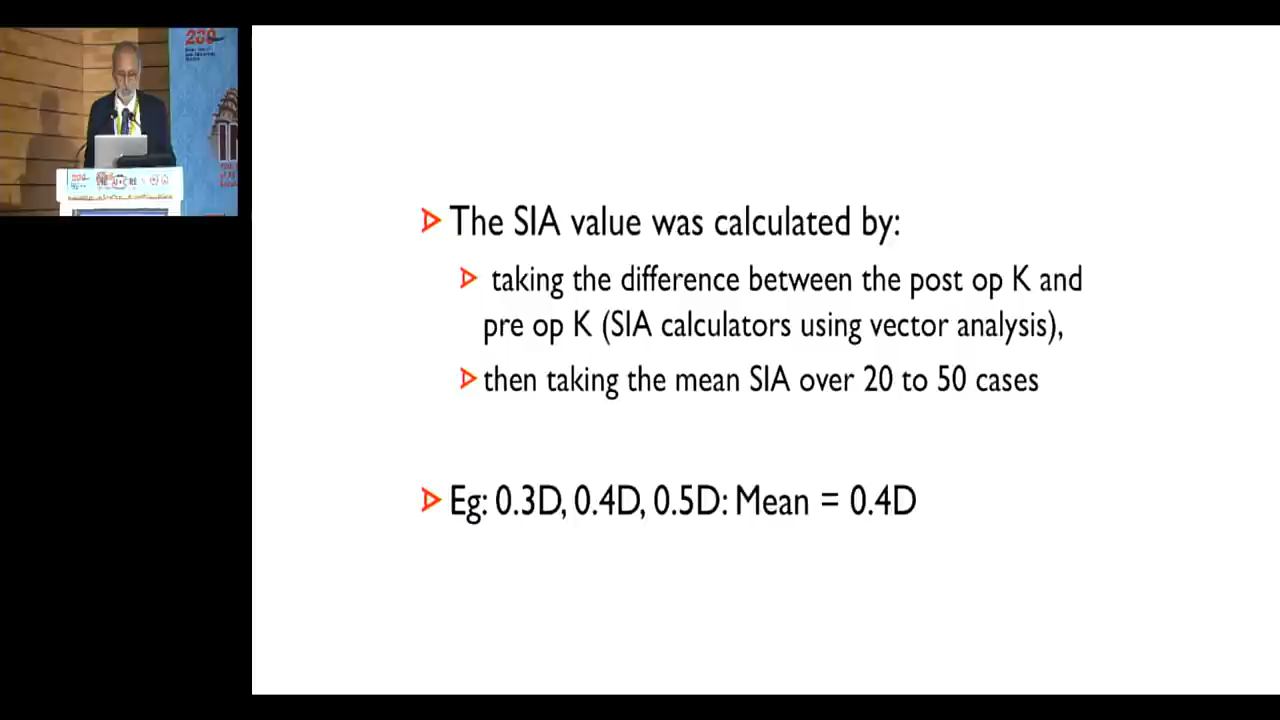 The SIA value was calculated by:
taking the difference between the post op K and
pre op K (SIA calculators using vector analysis),
then taking the mean SIA over 20 to 50 cases
Eg: 0.3D, 0.4D, 0.5D: Mean = 0.4D